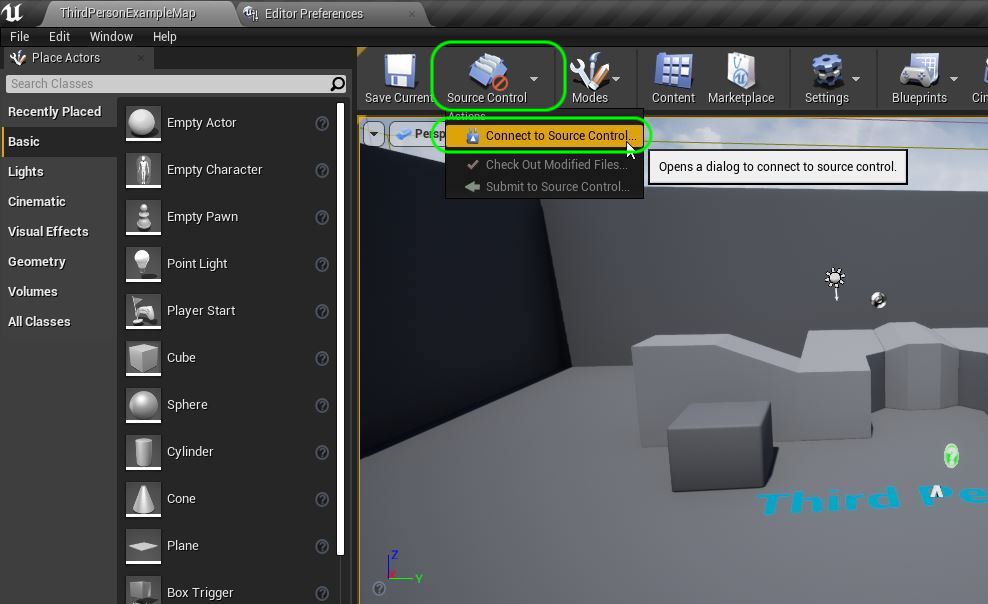 ThirdPersonExampleMap
Editor Preferences
File Edit Window Help
Place Actors
Search Classes
Recently Placed
Basic
Lights
Cinematic
Visual Effects
Geometry
Volumes
All Classes
Empty Actor
Empty Character
Empty Pawn
Point Light
Player Start
Cube
Sphere
Cylinder
Cone
Plane
Box Trigger
Save Current
Source Control
Modes
Content
Marketplace
Settings
Blueprints
Cin
Persp
Actions
Connect to Source Control...
Check Out Modified Files...
Submit to Source Control...
Opens a dialog to connect to source control.
Third Pe
Z
Y